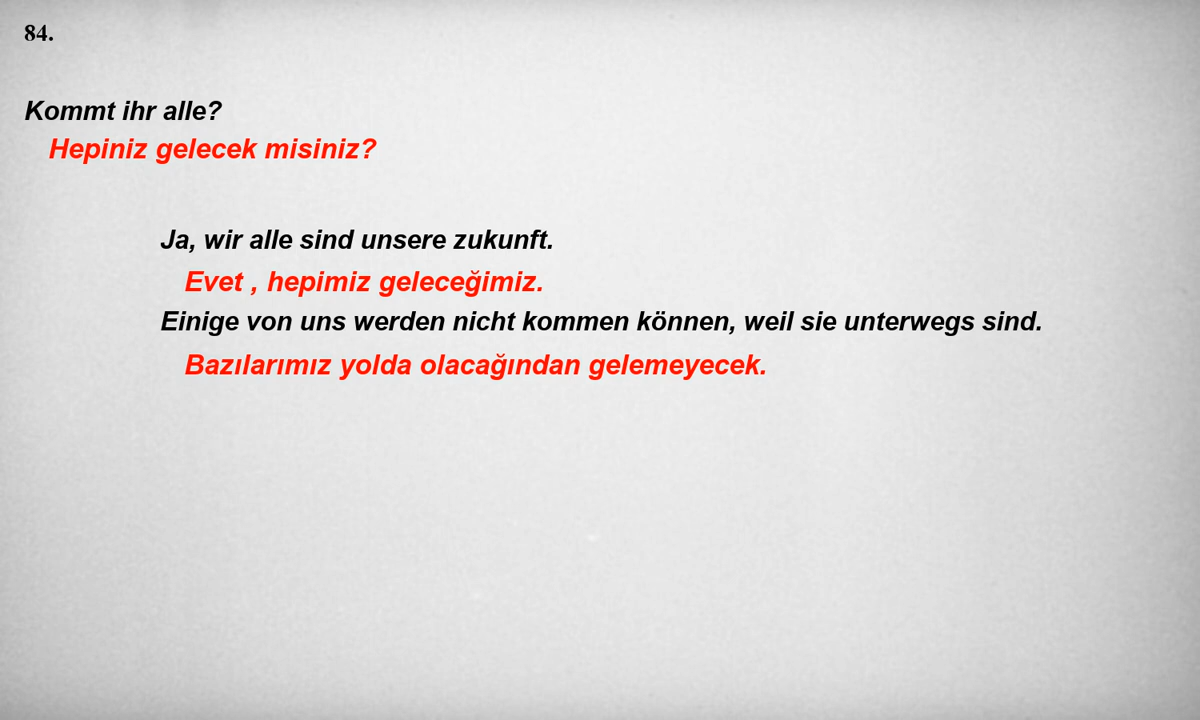 84.
Kommt ihr alle?
Hepiniz gelecek misiniz?
Ja, wir alle sind unsere zukunft.
Evet , hepimiz geleceğimiz.
Einige von uns werden nicht kommen können, weil sie unterwegs sind.
Bazılarımız yolda olacağından gelemeyecek.